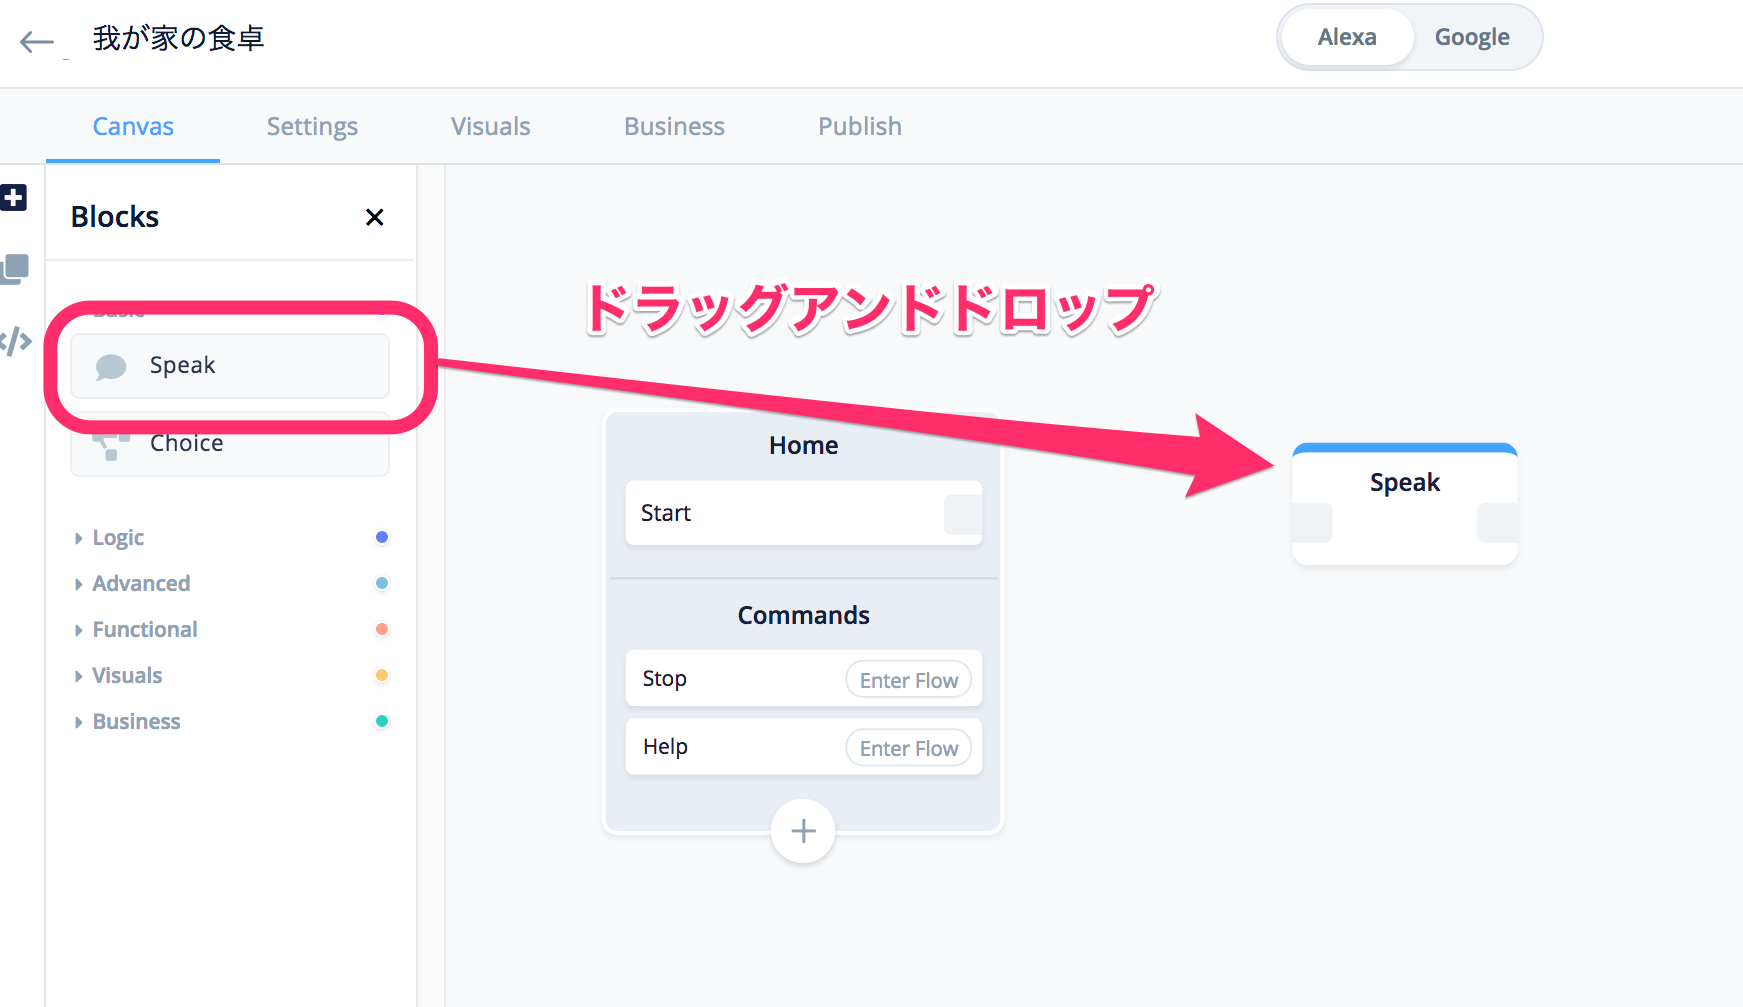 我が家の食卓
Alexa
Google
Canvas
Settings
Visuals
Business
Publish
Blocks
Basic
Speak
Choice
Logic
Advanced
Functional
Visuals
Business
ドラッグアンドドロップ
Home
Start
Commands
Stop
Enter Flow
Help
Enter Flow
Speak